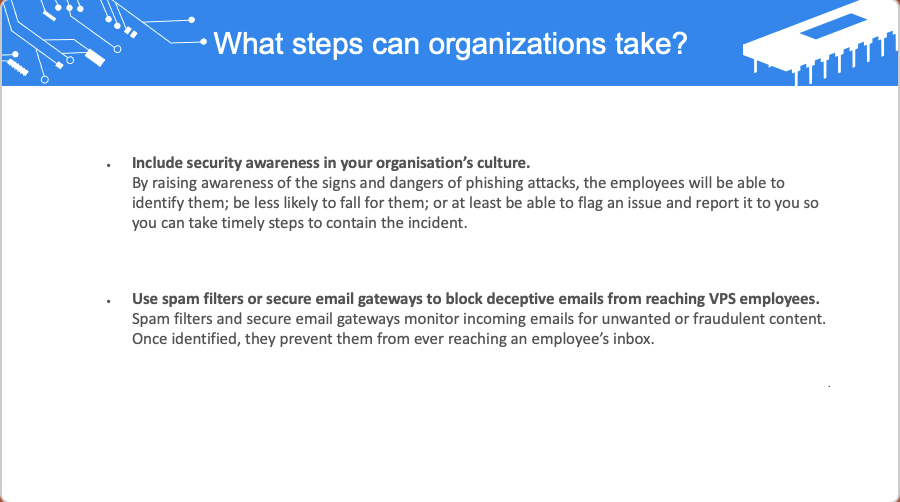 What steps can organizations take?
• Include security awareness in your organisation’s culture.
By raising awareness of the signs and dangers of phishing attacks, the employees will be able to
identify them; be less likely to fall for them; or at least be able to flag an issue and report it to you so
you can take timely steps to contain the incident.
• Use spam filters or secure email gateways to block deceptive emails from reaching VPS employees.
Spam filters and secure email gateways monitor incoming emails for unwanted or fraudulent content.
Once identified, they prevent them from ever reaching an employee’s inbox.
.